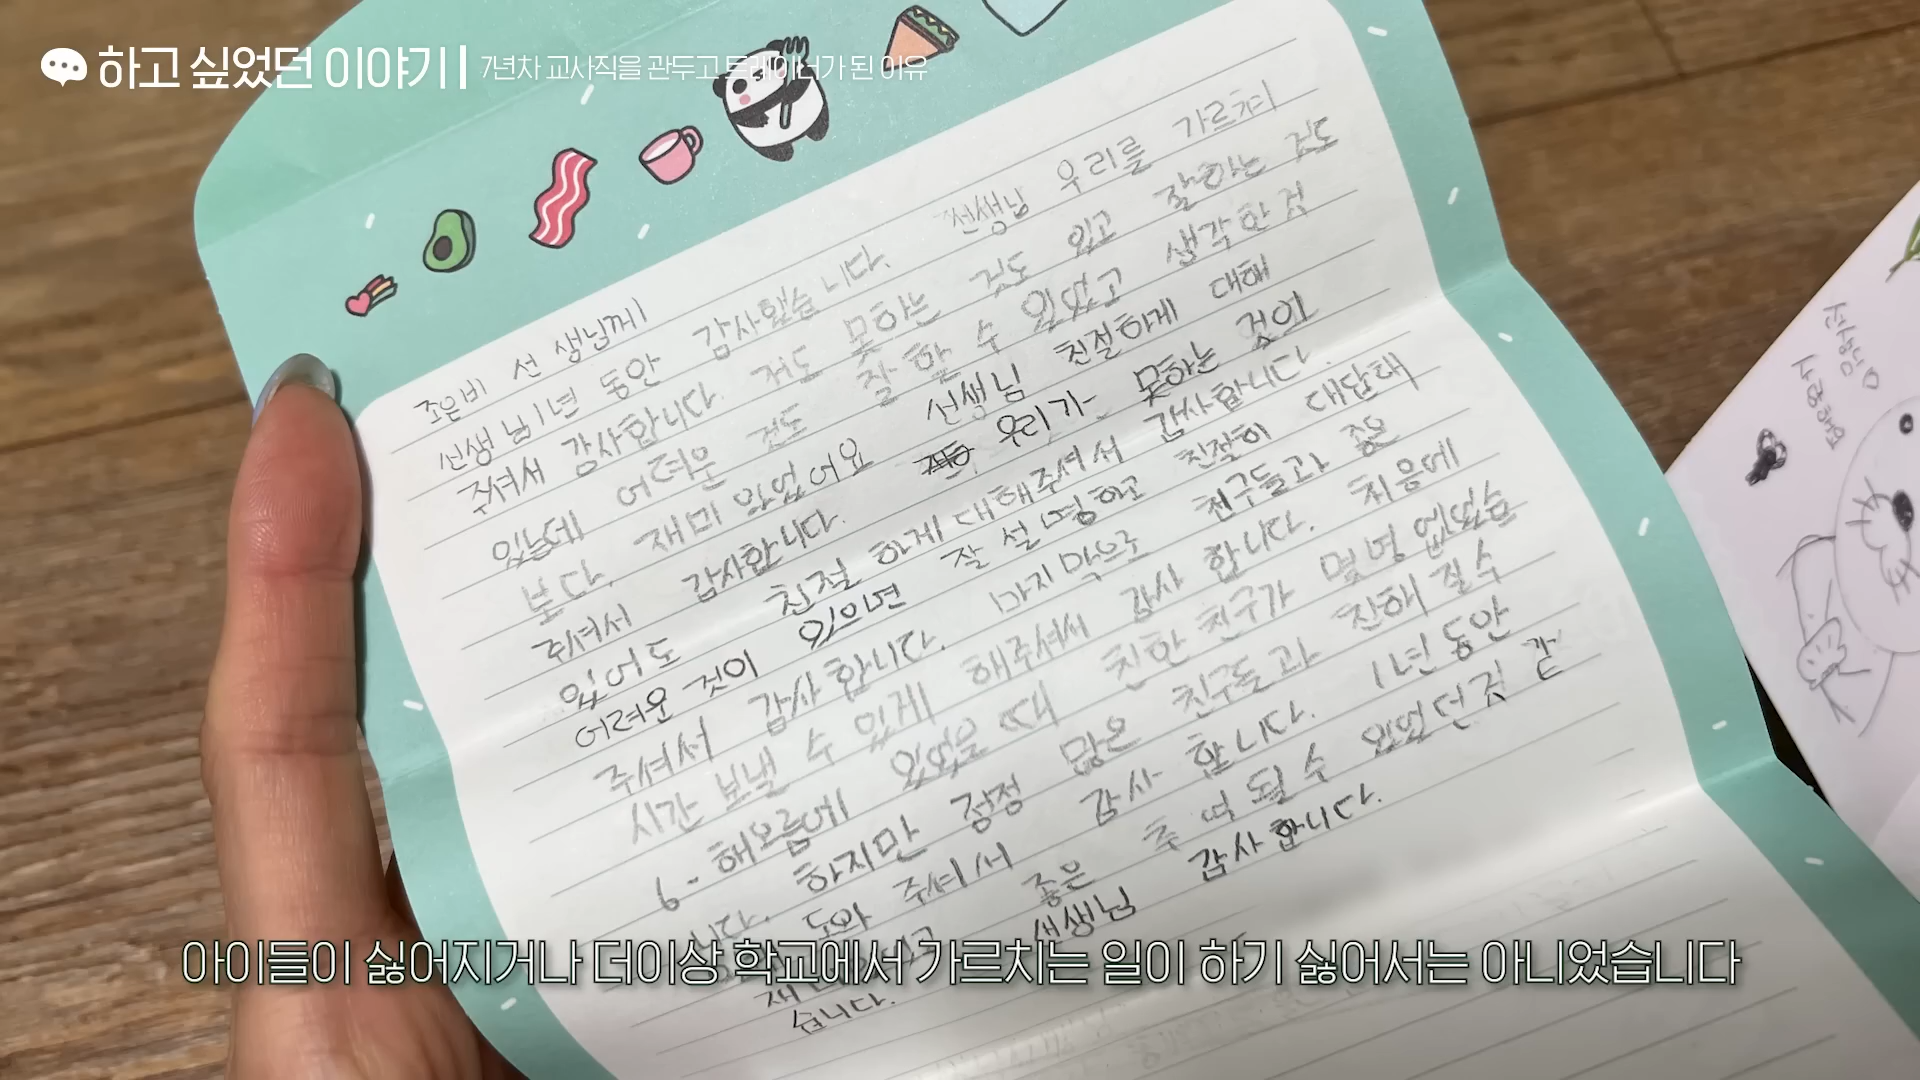 하고 싶었던 이야기
7년차 교사직을 관두고 트레이너가 된 이유
조은비 선생님께
선생님 1년 동안 감사했습니다. 쎈생님 우리를 가르쳐
주셔서 감사합니다. 저도 못하는 것도 있고 잘하는 것도
있는데 어려운 것도 잘 할 수 있었고 생각한 것
보다. 재미 있었어요 선생님 친절하게 대해
주셔서 감사합니다. 우리가 못하는 것이
있어도 친절 하게 대해주셔서 감사합니다.
어려운 것이 있으면 잘 설명하고 친절히 대답해
주셔서 감사 합니다. 마지막으로 친구들과 좋은
시간 보낼 수 있게 해주셔서 감사 합니다. 처음에
6-해오름에 있었을 때 친한 친구가 몇 명 없었습
니다. 하지만 점점 많은 친구들과 친해 질 수
도와 주셔서 감사 합니다. 1년 동안
좋은 추억 될 수 있었던 것 같
습니다. 쎈생님 감사합니다.
선생님♡
사랑해요
아이들이 싫어지거나 더이상 학교에서 가르치는 일이 하기 싫어서는 아니었습니다